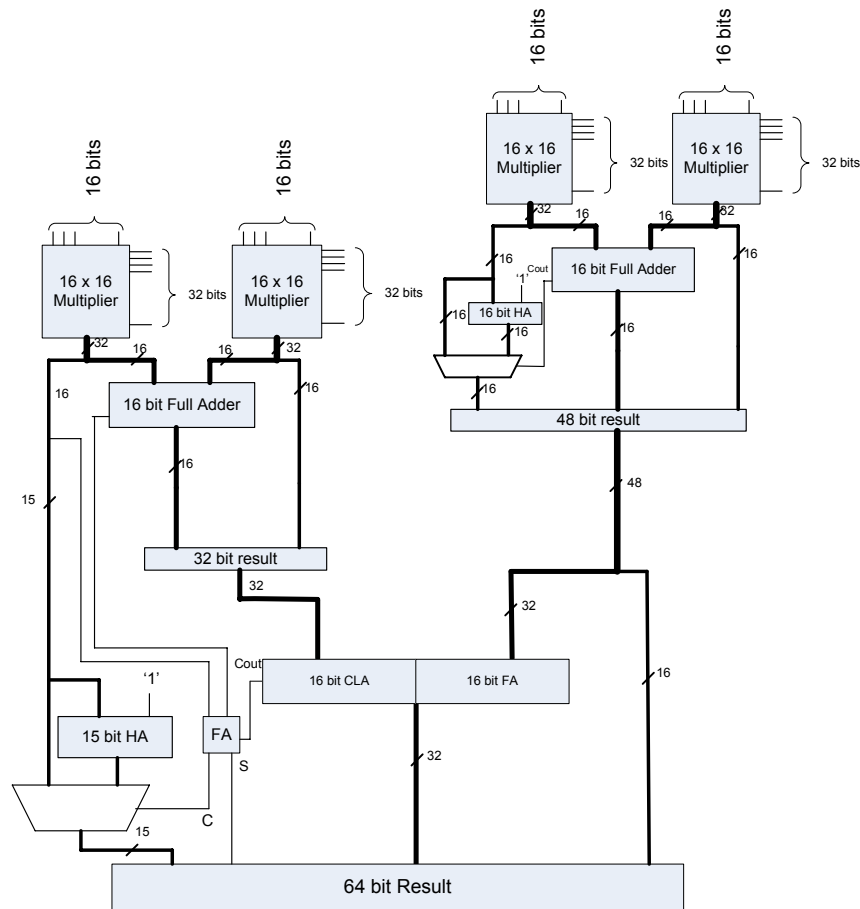 16 bits
16 bits
16 x 16
Multiplier
32 bits
16 x 16
Multiplier
32 bits
16 bits
16 bits
32
16
16
32
16 x 16
Multiplier
32 bits
16 x 16
Multiplier
32 bits
16
'1'
Cout
16 bit Full Adder
16
16 bit HA
16
16
16
32
16
16
32
16
48 bit result
16
16 bit Full Adder
16
16
15
48
32 bit result
32
32
Cout
16 bit CLA
16 bit FA
16
'1'
15 bit HA
FA
S
32
C
15
64 bit Result